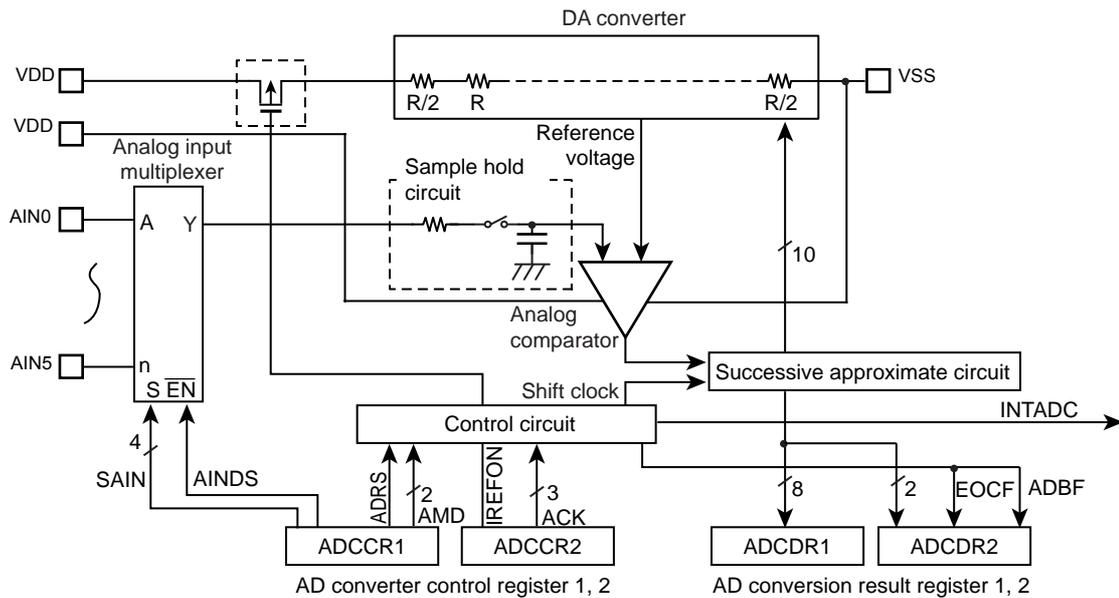 DA converter
VDD
VSS
R/2
R
R/2
VDD
Analog input
multiplexer
Reference
voltage
Sample hold
circuit
AIN0
A
Y
10
Analog
comparator
AIN5
n
S EN
Successive approximate circuit
Shift clock
Control circuit
INTADC
4
SAIN
AINDS
ADRS
2
AMD
IREFON
3
ACK
8
2
EOCF
ADBF
ADCCR1
ADCCR2
ADCDR1
ADCDR2
AD converter control register 1, 2
AD conversion result register 1, 2